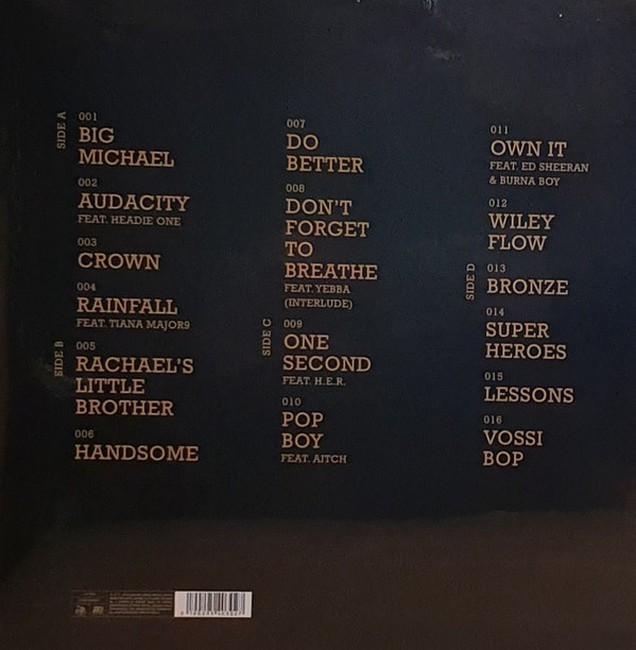 SIDE A
001
BIG
MICHAEL
002
AUDACITY
FEAT. HEADIE ONE
003
CROWN
004
RAINFALL
FEAT. TIANA MAJOR9
SIDE B
005
RACHAEL'S
LITTLE
BROTHER
006
HANDSOME
007
DO
BETTER
008
DON'T
FORGET
TO
BREATHE
FEAT. YEBBA
(INTERLUDE)
SIDE C
009
ONE
SECOND
FEAT. H.E.R.
010
POP
BOY
FEAT. AITCH
011
OWN IT
FEAT. ED SHEERAN
& BURNA BOY
012
WILEY
FLOW
SIDE D
013
BRONZE
014
SUPER
HEROES
015
LESSONS
016
VOSSI
BOP